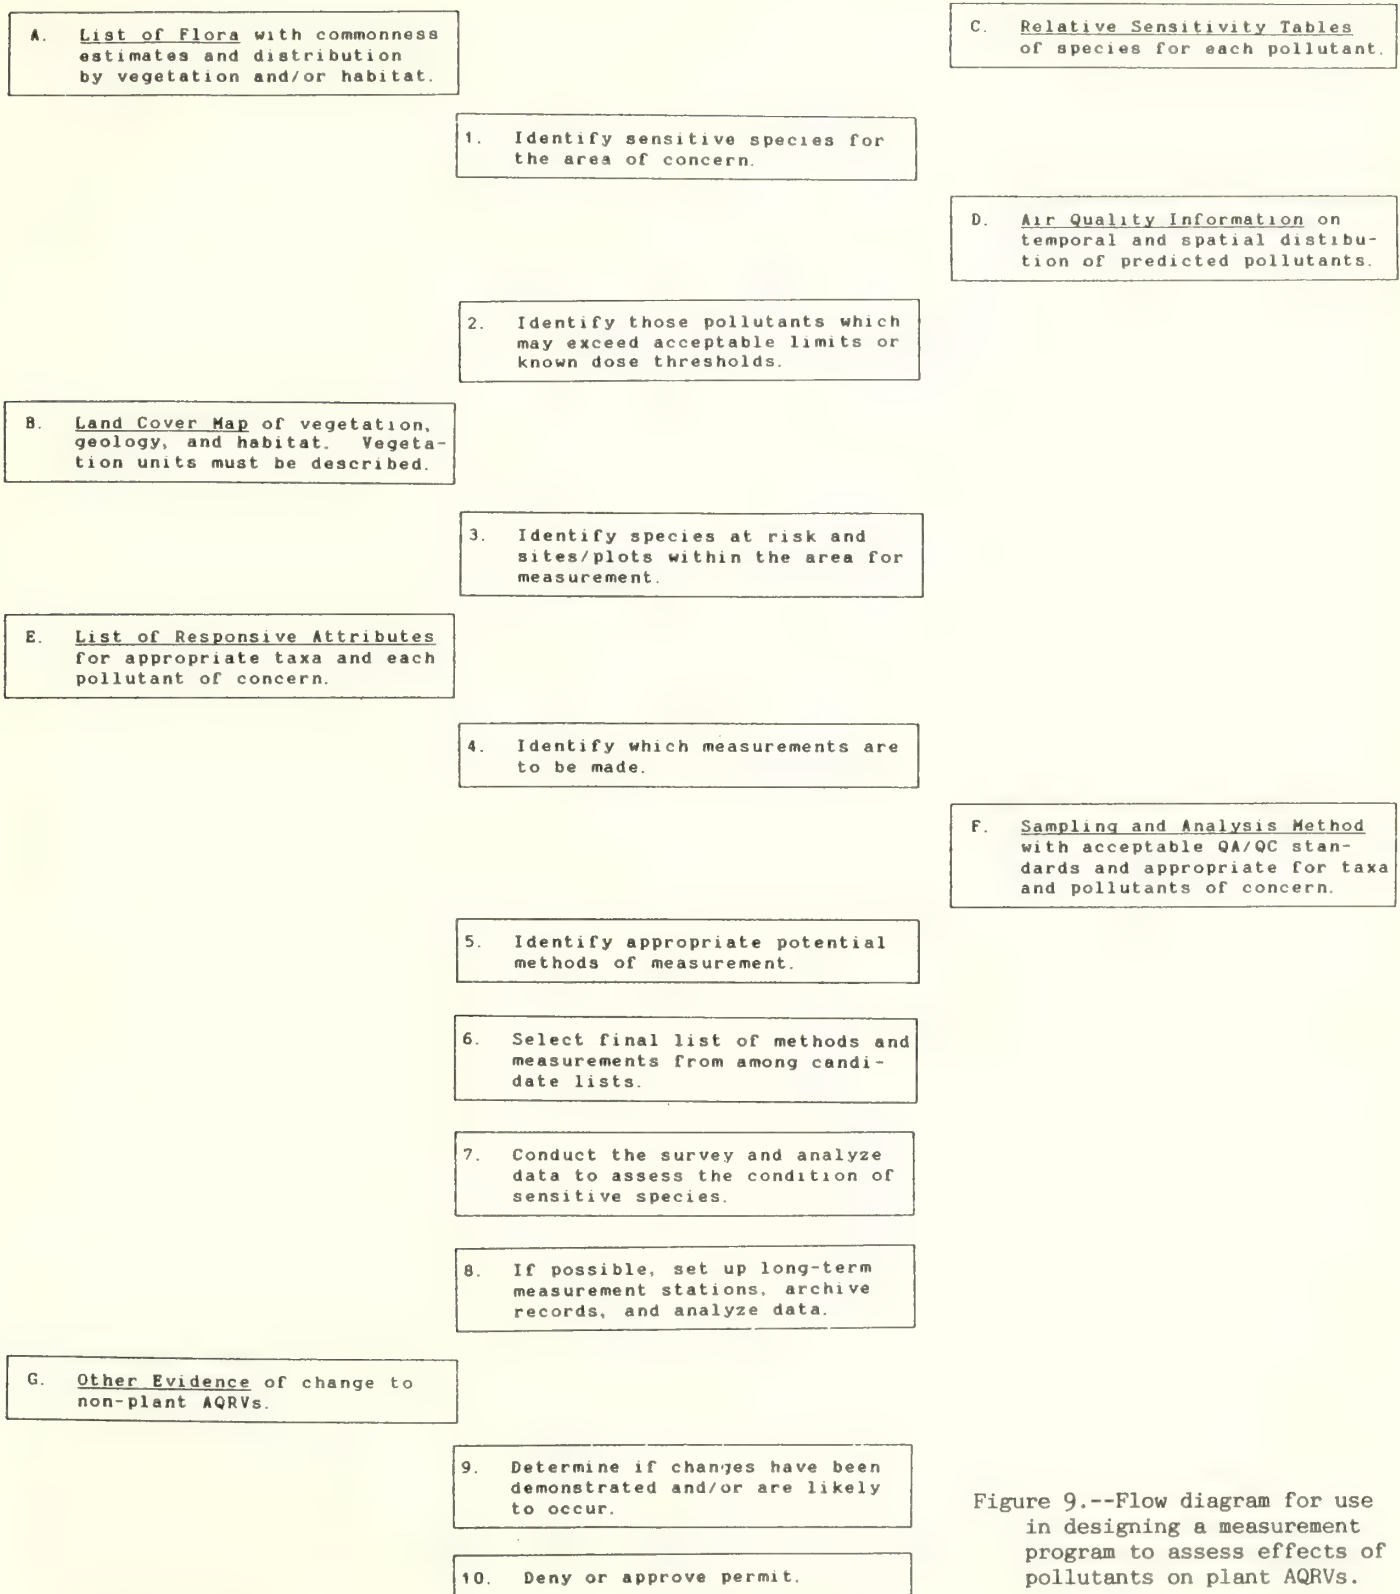 A. List of Flora with commonness
estimates and distribution
by vegetation and/or habitat.
C. Relative Sensitivity Tables
of species for each pollutant.
1. Identify sensitive species for
the area of concern.
D. Air Quality Information on
temporal and spatial distibu-
tion of predicted pollutants.
2. Identify those pollutants which
may exceed acceptable limits or
known dose thresholds.
B. Land Cover Map of vegetation,
geology, and habitat. Vegeta-
tion units must be described.
3. Identify species at risk and
sites/plots within the area for
measurement.
E. List of Responsive Attributes
for appropriate taxa and each
pollutant of concern.
4. Identify which measurements are
to be made.
F. Sampling and Analysis Method
with acceptable QA/QC stan-
dards and appropriate for taxa
and pollutants of concern.
5. Identify appropriate potential
methods of measurement.
6. Select final list of methods and
measurements from among candi-
date lists.
7. Conduct the survey and analyze
data to assess the condition of
sensitive species.
8. If possible, set up long-term
measurement stations, archive
records, and analyze data.
G. Other Evidence of change to
non-plant AQRVs.
9. Determine if changes have been
demonstrated and/or are likely
to occur.
10. Deny or approve permit.
Figure 9.--Flow diagram for use
in designing a measurement
program to assess effects of
pollutants on plant AQRVs.